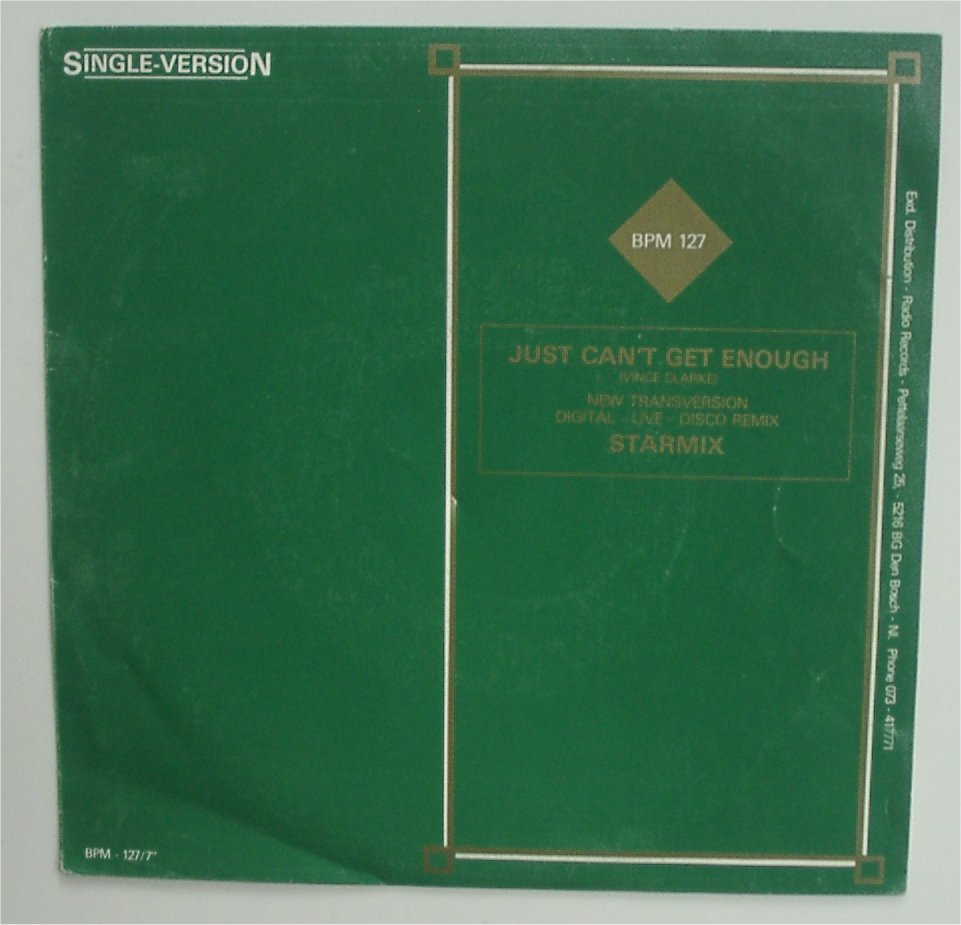 SINGLE-VERSION
BPM 127
JUST CAN'T GET ENOUGH
(VINCE CLARKE)
NEW TRANSVERSION
DIGITAL - LIVE - DISCO REMIX
STARMIX
Exd. Distribution - Radio Records - Pettelaarseweg 25, - 5216 BG Den Bosch - NL Phone 073 - 417771
BPM - 127/7"